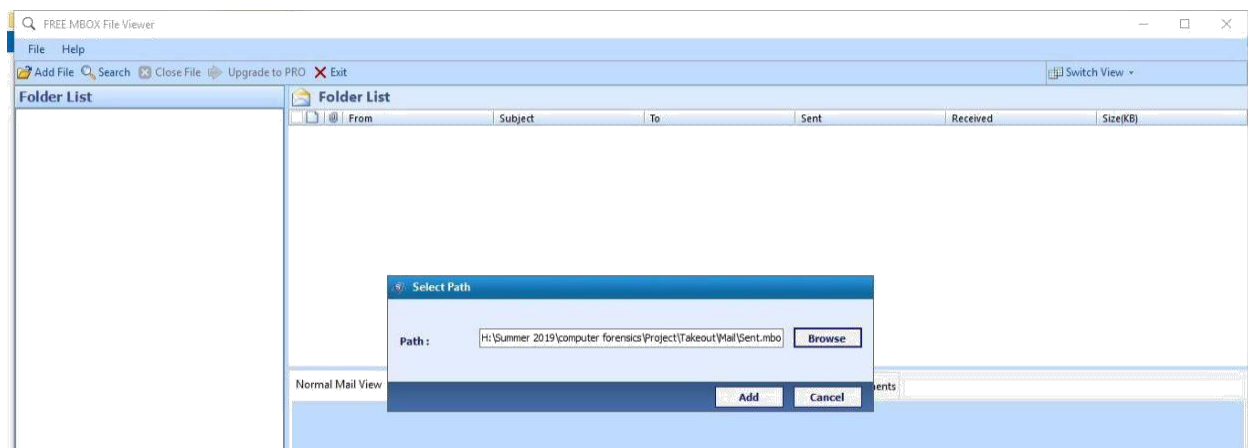 FREE MBOX File Viewer
File Help
Add File Search Close File Upgrade to PRO Exit Switch View
Folder List
Folder List
From Subject To Sent Received Size(KB)
Select Path
Path : H:\Summer 2019\computer forensics\Project\Takeout\Mail\Sent.mbo Browse
Normal Mail View ents
Add Cancel